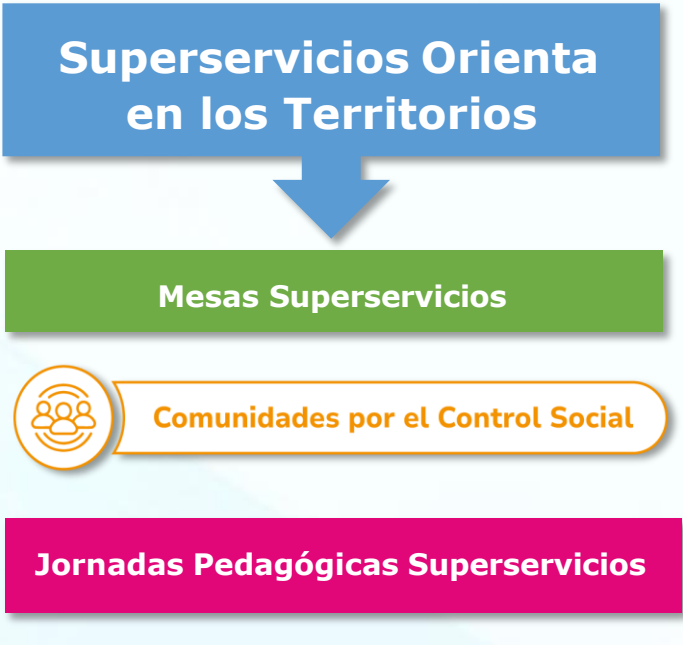 Superservicios Orienta
en los Territorios
Mesas Superservicios
Comunidades por el Control Social
Jornadas Pedagógicas Superservicios